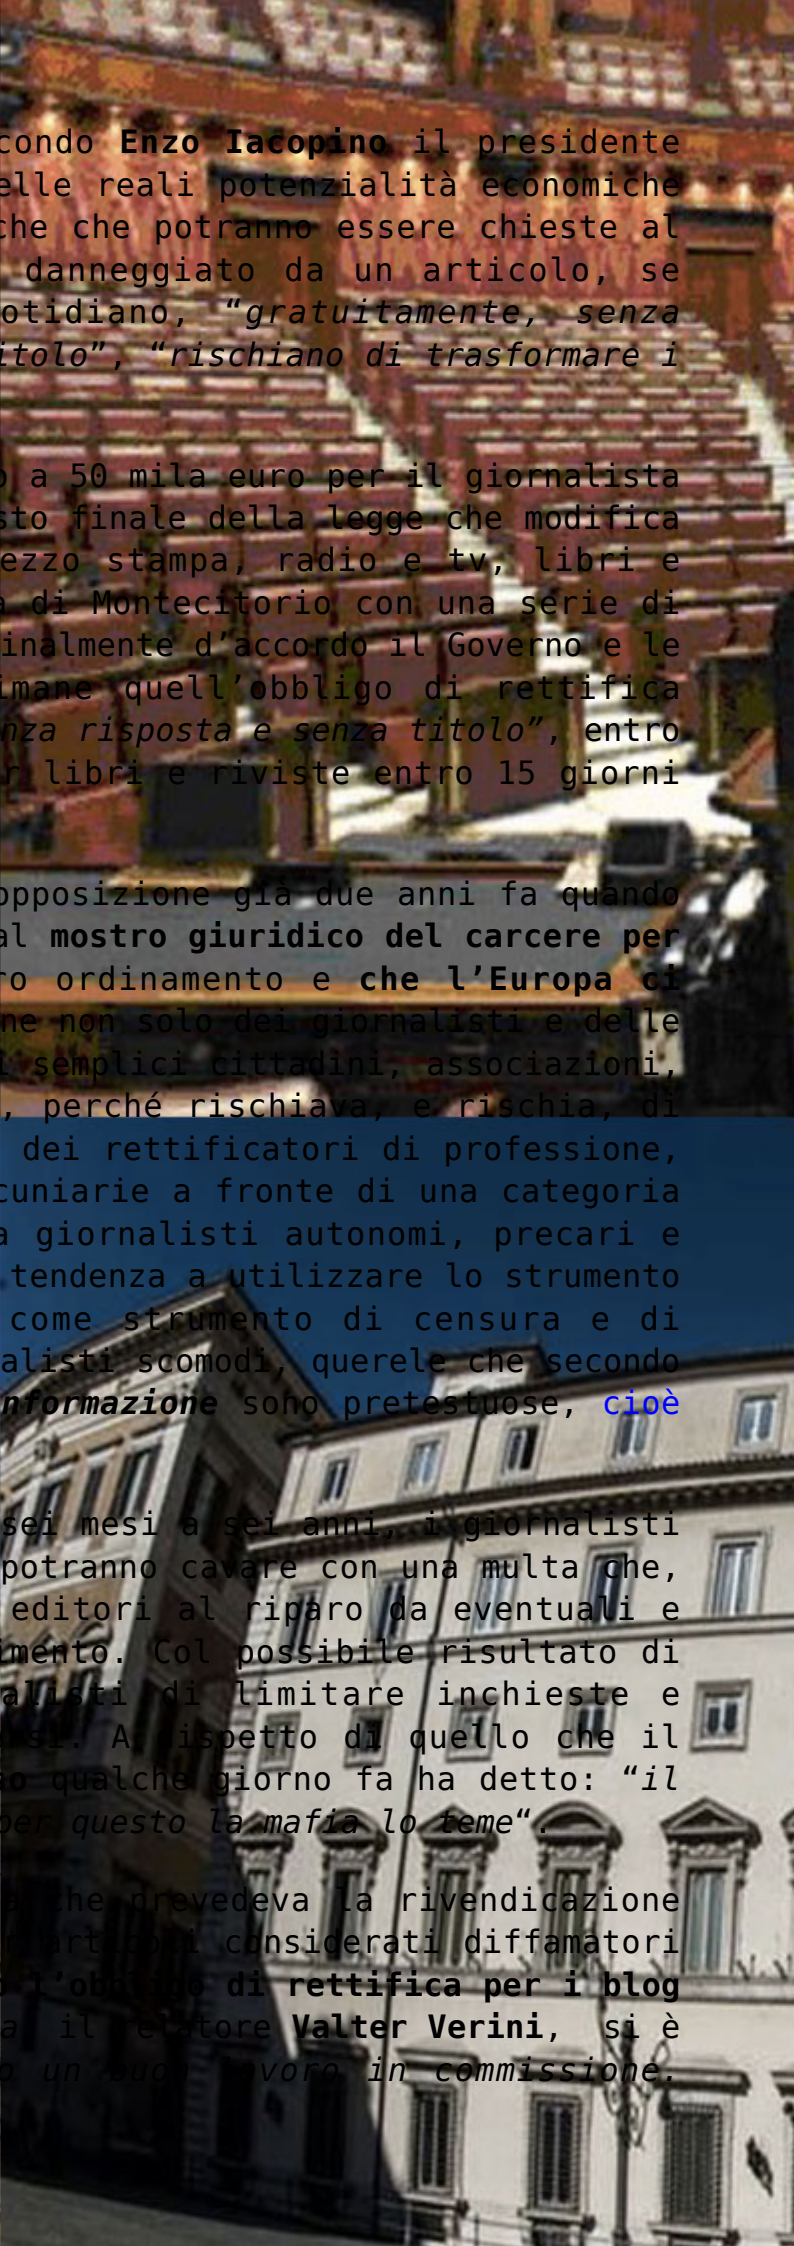 condo Enzo Iacopino il presidente
elle reali potenzialità economiche
che che potranno essere chieste al
danneggiato da un articolo, se
otidiano, “gratuitamente, senza
itolo”, “rischiano di trasformare i
o a 50 mila euro per il giornalista
sto finale della legge che modifica
ezzo stampa, radio e tv, libri e
a di Montecitorio con una serie di
inalmente d’accordo il Governo e le
imane quell’obbligo di rettifica
nza risposta e senza titolo”, entro
r libri e riviste entro 15 giorni
opposizione già due anni fa quando
al mostro giuridico del carcere per
ro ordinamento e che l’Europa ci
ne non solo dei giornalisti e delle
i semplici cittadini, associazioni,
, perché rischiava, e rischia, di
dei rettificatori di professione,
cuniarie a fronte di una categoria
a giornalisti autonomi, precari e
tendenza a utilizzare lo strumento
come strumento di censura e di
alisti scomodi, querele che secondo
nformazione sono pretestuose, cioè
sei mesi a sei anni, i giornalisti
potranno cavare con una multa che,
editori al riparo da eventuali e
imento. Col possibile risultato di
alisti di limitare inchieste e
si. A dispetto di quello che il
so qualche giorno fa ha detto: “il
per questo la mafia lo teme“.
a che prevedeva la rivendicazione
r articoli considerati diffamatori
o l’obbligo di rettifica per i blog
a il relatore Valter Verini, si è
o un buon lavoro in commissione.